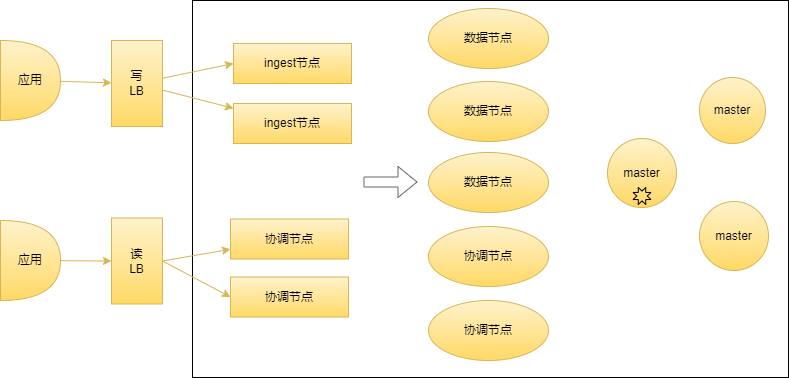 应用
写
LB
ingest节点
ingest节点
应用
读
LB
协调节点
协调节点
数据节点
数据节点
数据节点
协调节点
协调节点
master
master
master